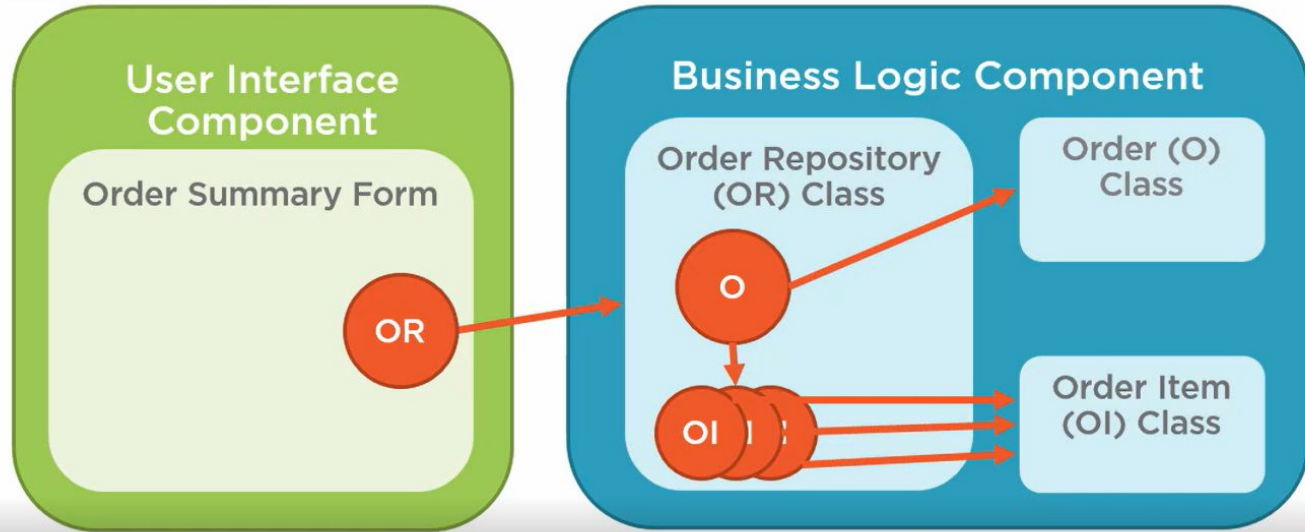 User Interface
Component
Order Summary Form
OR
Business Logic Component
Order Repository
(OR) Class
O
OI
Order (O)
Class
Order Item
(OI) Class